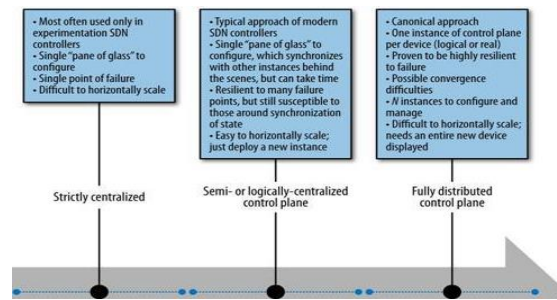 • Most often used only in
experimentation SDN
controllers
• Single “pane of glass” to
configure
• Single point of failure
• Difficult to horizontally scale
• Typical approach of modern
SDN controllers
• Single “pane of glass” to
configure, which synchronizes
with other instances behind
the scenes, but can take time
• Resilient to many failure
points, but still susceptible to
those around synchronization
of state
• Easy to horizontally scale;
just deploy a new instance
• Canonical approach
• One instance of control plane
per device (logical or real)
• Proven to be highly resilient
to failure
• Possible convergence
difficulties
• N instances to configure and
manage
• Difficult to horizontally scale;
needs an entire new device
displayed
Strictly centralized
Semi- or logically-centralized
control plane
Fully distributed
control plane